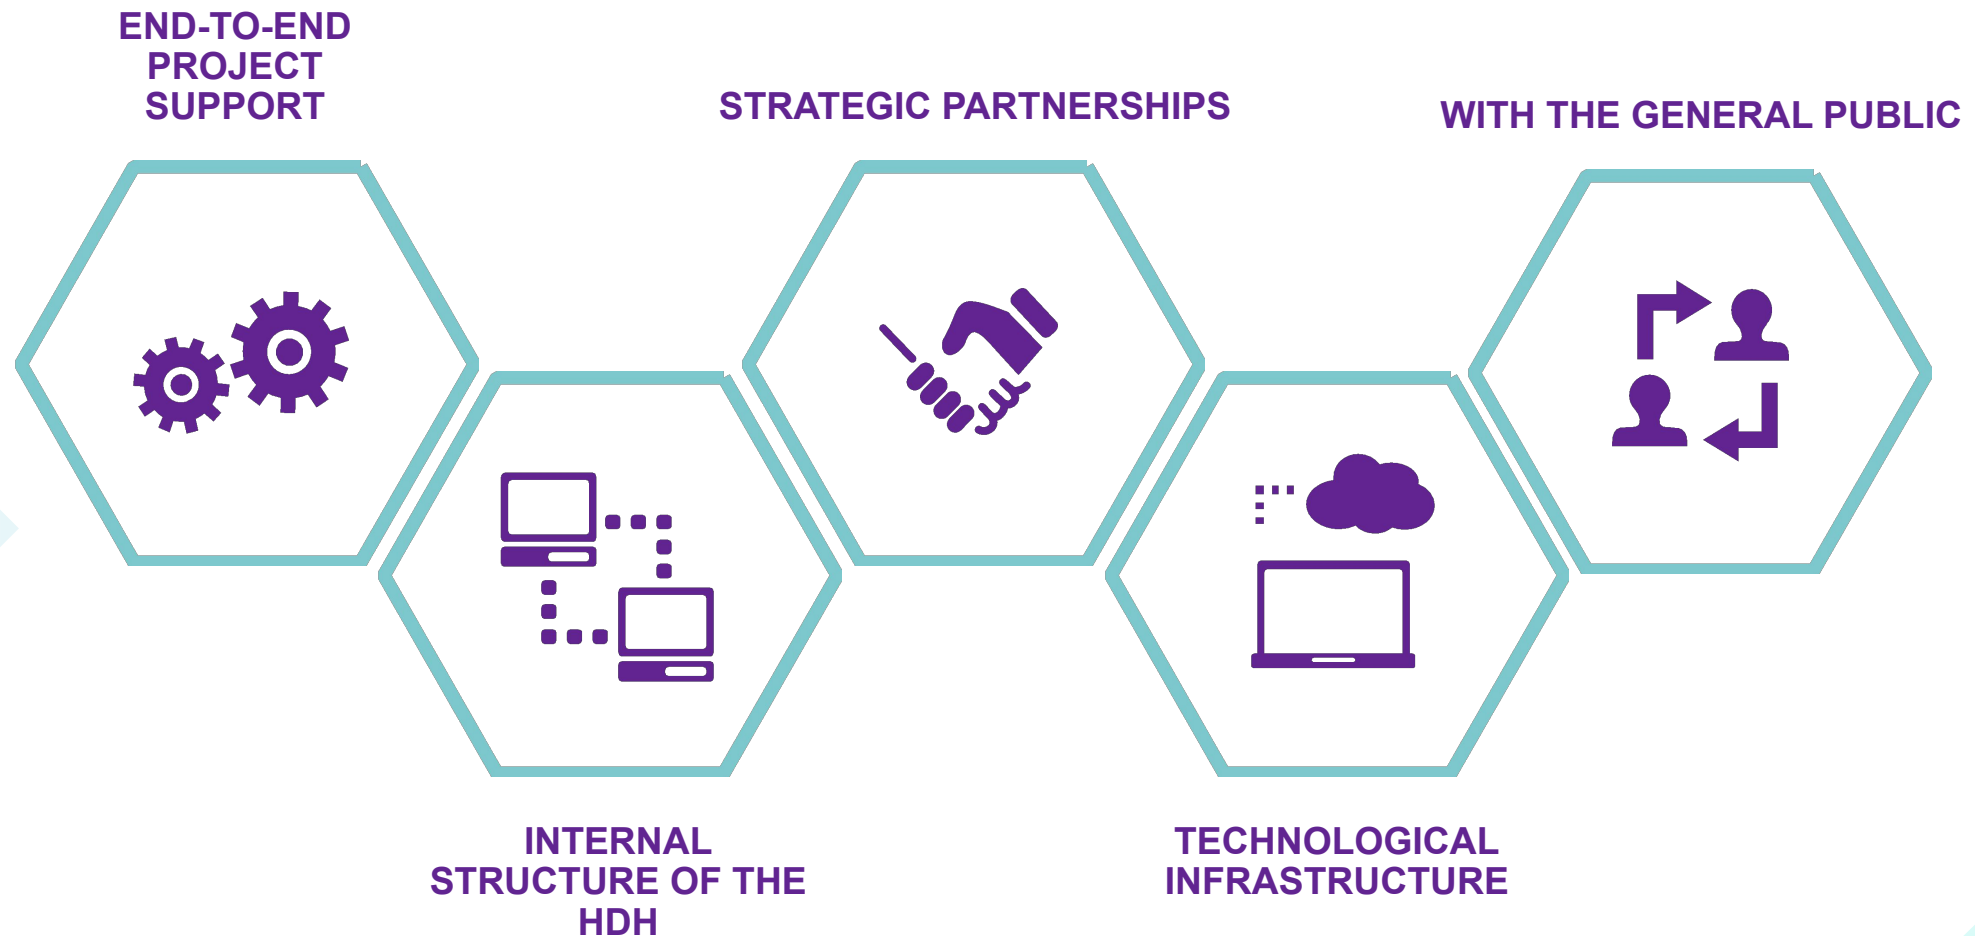 END-TO-END
PROJECT
SUPPORT
STRATEGIC PARTNERSHIPS
WITH THE GENERAL PUBLIC
INTERNAL
STRUCTURE OF THE
HDH
TECHNOLOGICAL
INFRASTRUCTURE